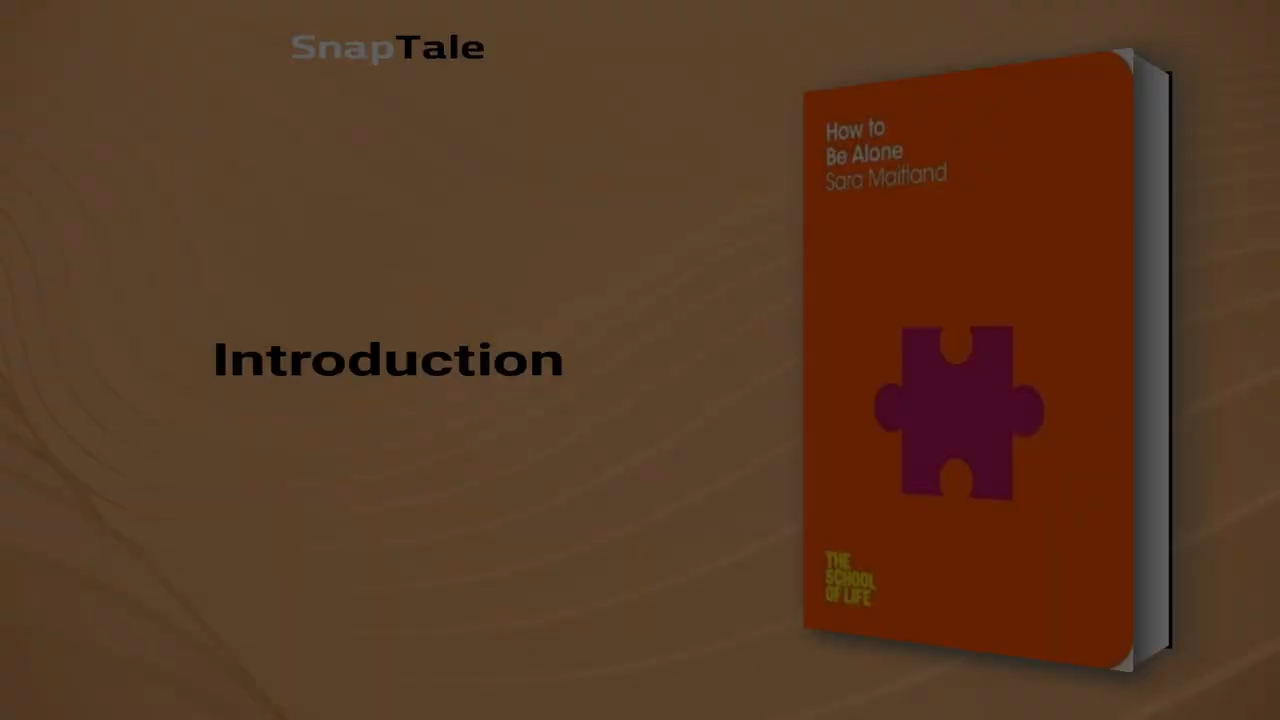 SnapTale
Introduction
How to
Be Alone
Sara Maitland
THE
SCHOOL
OF LIFE